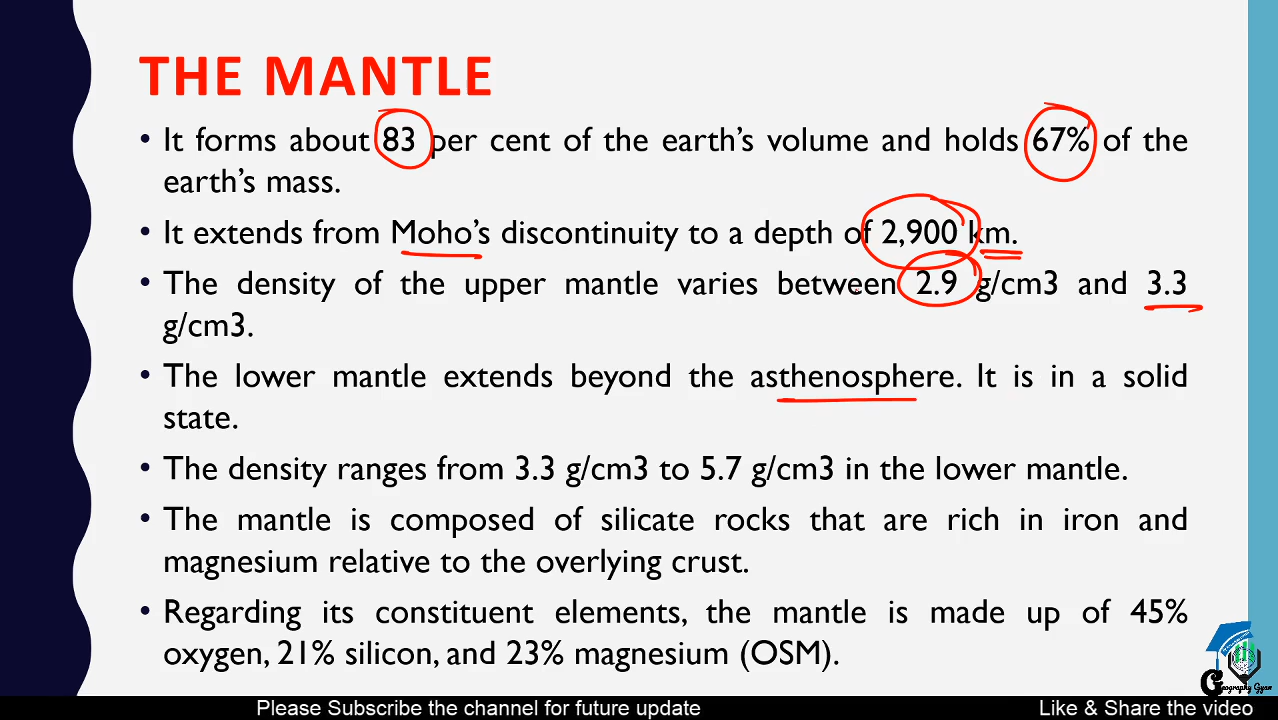 THE MANTLE
• It forms about 83 per cent of the earth's volume and holds 67% of the
earth's mass.
• It extends from Moho's discontinuity to a depth of 2,900 km.
• The density of the upper mantle varies between 2.9 g/cm3 and 3.3
g/cm3.
• The lower mantle extends beyond the asthenosphere. It is in a solid
state.
• The density ranges from 3.3 g/cm3 to 5.7 g/cm3 in the lower mantle.
• The mantle is composed of silicate rocks that are rich in iron and
magnesium relative to the overlying crust.
• Regarding its constituent elements, the mantle is made up of 45%
oxygen, 21% silicon, and 23% magnesium (OSM).
Geography Gyan
Please Subscribe the channel for future update
Like & Share the video